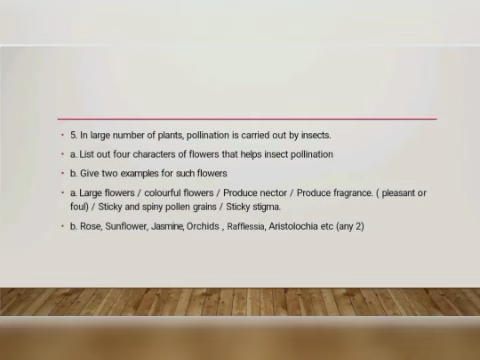 • 5. In large number of plants, pollination is carried out by insects.
• a. List out four characters of flowers that helps insect pollination
• b. Give two examples for such flowers
• a. Large flowers / colourful flowers / Produce nector / Produce fragrance. ( pleasant or
foul) / Sticky and spiny pollen grains / Sticky stigma.
• b. Rose, Sunflower, Jasmine, Orchids , Rafflessia, Aristolochia etc (any 2)